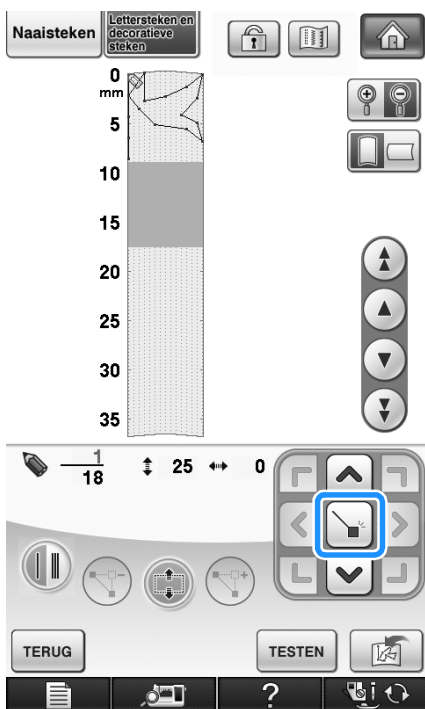 Naaisteken
Lettersteken en
decoratieve
steken
0
mm
5
10
15
20
25
30
35
1
18
25
0
TERUG
TESTEN
?